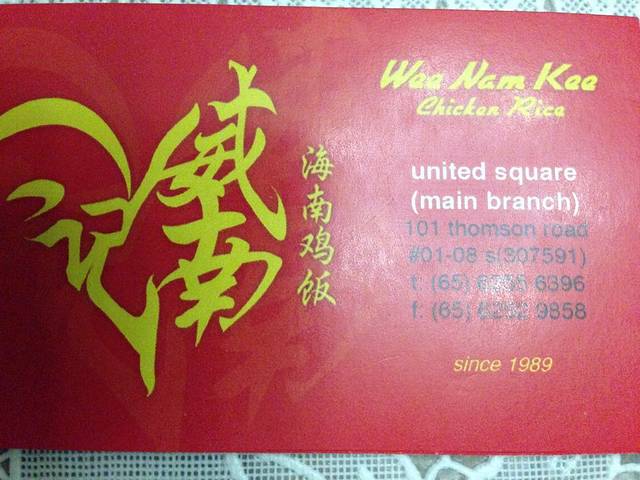 威南记
海南鸡饭
Wee Nam Kee
Chicken Rice
united square
(main branch)
101 thomson road
#01-08 s(307591)
t: (65) 6396
f: (65) 9858
since 1989